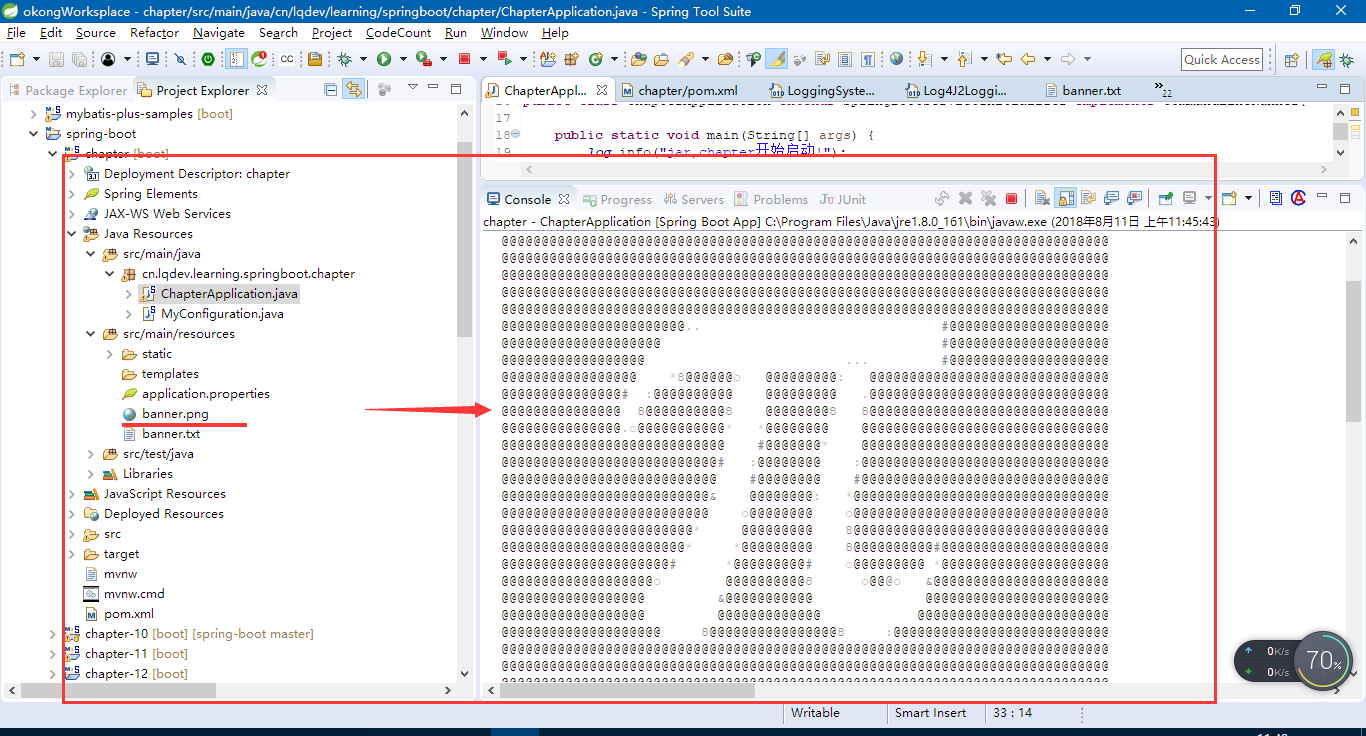 okongWorksplace - chapter/src/main/java/cn/lqdev/learning/springboot/chapter/ChapterApplication.java - Spring Tool Suite
File Edit Source Refactor Navigate Search Project CodeCount Run Window Help
Quick Access
Package Explorer Project Explorer
mybatis-plus-samples [boot]
spring-boot
chapter [boot]
Deployment Descriptor: chapter
Spring Elements
JAX-WS Web Services
Java Resources
src/main/java
cn.lqdev.learning.springboot.chapter
ChapterApplication.java
MyConfiguration.java
src/main/resources
static
templates
application.properties
banner.png
banner.txt
src/test/java
Libraries
JavaScript Resources
Deployed Resources
src
target
mvnw
mvnw.cmd
pom.xml
chapter-10 [boot] [spring-boot master]
chapter-11 [boot]
chapter-12 [boot]
ChapterAppl... chapter/pom.xml LoggingSyste... Log4J2Loggi... banner.txt 22
17
18 public static void main(String[] args) {
19 log.info("jar,chapter开始启动!");
Console Progress Servers Problems JUnit
chapter - ChapterApplication [Spring Boot App] C:\Program Files\Java\jre1.8.0_161\bin\javaw.exe (2018年8月11日 上午11:45:43)
0K/s
0K/s
70%
Writable Smart Insert 33 : 14